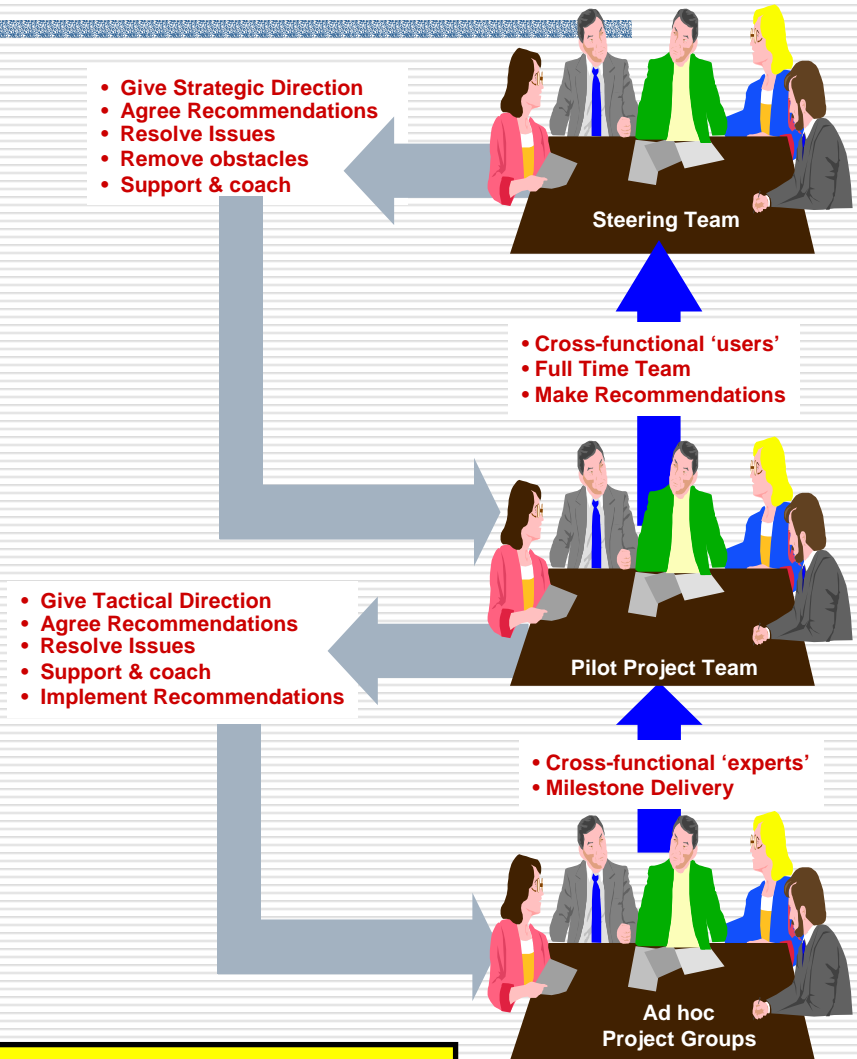 • Give Strategic Direction
• Agree Recommendations
• Resolve Issues
• Remove obstacles
• Support & coach
Steering Team
• Cross-functional ‘users’
• Full Time Team
• Make Recommendations
• Give Tactical Direction
• Agree Recommendations
• Resolve Issues
• Support & coach
• Implement Recommendations
Pilot Project Team
• Cross-functional ‘experts’
• Milestone Delivery
Ad hoc
Project Groups